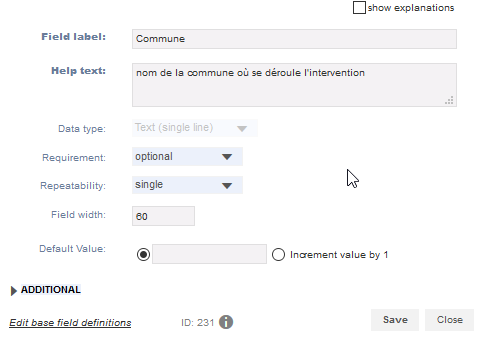 show explanations
Field label: Commune
Help text: nom de la commune où se déroule l'intervention
Data type: Text (single line)
Requirement: optional
Repeatability: single
Field width: 60
Default Value: Increment value by 1
ADDITIONAL
Edit base field definitions ID: 231 i Save Close